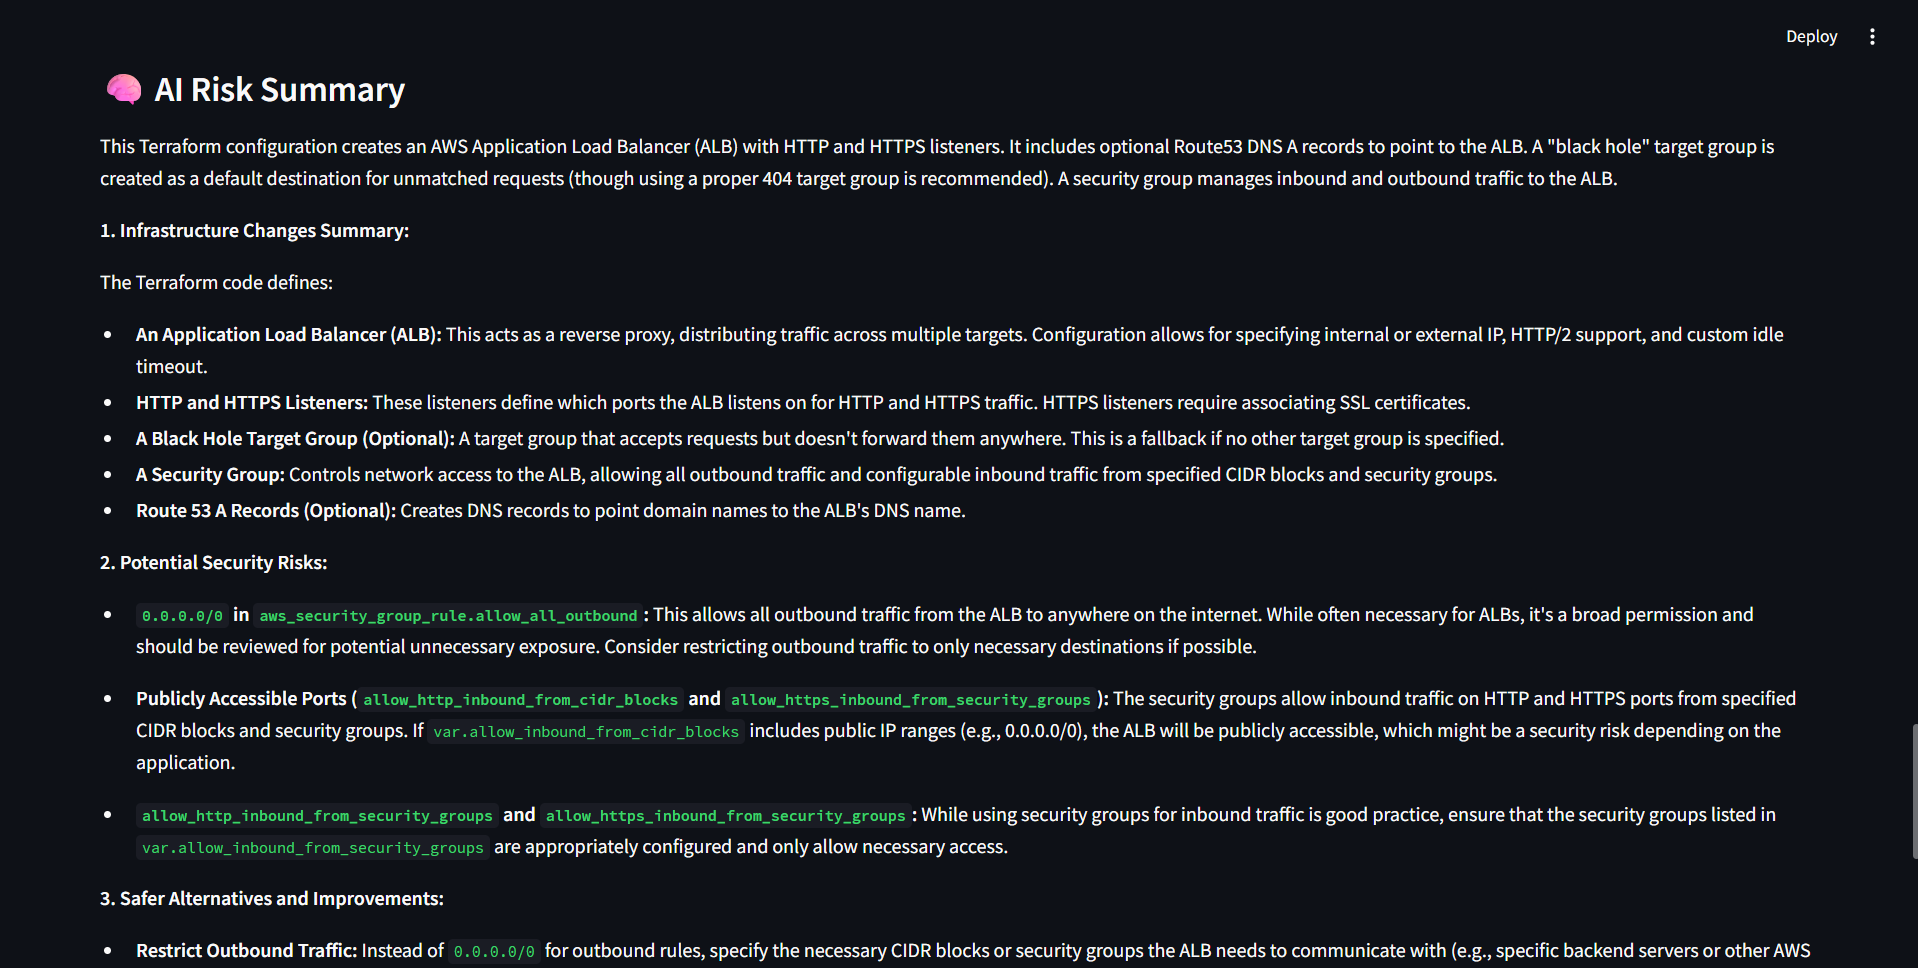 Deploy
AI Risk Summary
This Terraform configuration creates an AWS Application Load Balancer (ALB) with HTTP and HTTPS listeners. It includes optional Route53 DNS A records to point to the ALB. A "black hole" target group is
created as a default destination for unmatched requests (though using a proper 404 target group is recommended). A security group manages inbound and outbound traffic to the ALB.
1. Infrastructure Changes Summary:
The Terraform code defines:
• An Application Load Balancer (ALB): This acts as a reverse proxy, distributing traffic across multiple targets. Configuration allows for specifying internal or external IP, HTTP/2 support, and custom idle
timeout.
• HTTP and HTTPS Listeners: These listeners define which ports the ALB listens on for HTTP and HTTPS traffic. HTTPS listeners require associating SSL certificates.
• A Black Hole Target Group (Optional): A target group that accepts requests but doesn't forward them anywhere. This is a fallback if no other target group is specified.
• A Security Group: Controls network access to the ALB, allowing all outbound traffic and configurable inbound traffic from specified CIDR blocks and security groups.
• Route 53 A Records (Optional): Creates DNS records to point domain names to the ALB's DNS name.
2. Potential Security Risks:
• 0.0.0.0/0 in aws_security_group_rule.allow_all_outbound : This allows all outbound traffic from the ALB to anywhere on the internet. While often necessary for ALBs, it's a broad permission and
should be reviewed for potential unnecessary exposure. Consider restricting outbound traffic to only necessary destinations if possible.
• Publicly Accessible Ports ( allow_http_inbound_from_cidr_blocks and allow_https_inbound_from_security_groups ): The security groups allow inbound traffic on HTTP and HTTPS ports from specified
CIDR blocks and security groups. If var.allow_inbound_from_cidr_blocks includes public IP ranges (e.g., 0.0.0.0/0), the ALB will be publicly accessible, which might be a security risk depending on the
application.
• allow_http_inbound_from_security_groups and allow_https_inbound_from_security_groups : While using security groups for inbound traffic is good practice, ensure that the security groups listed in
var.allow_inbound_from_security_groups are appropriately configured and only allow necessary access.
3. Safer Alternatives and Improvements:
• Restrict Outbound Traffic: Instead of 0.0.0.0/0 for outbound rules, specify the necessary CIDR blocks or security groups the ALB needs to communicate with (e.g., specific backend servers or other AWS